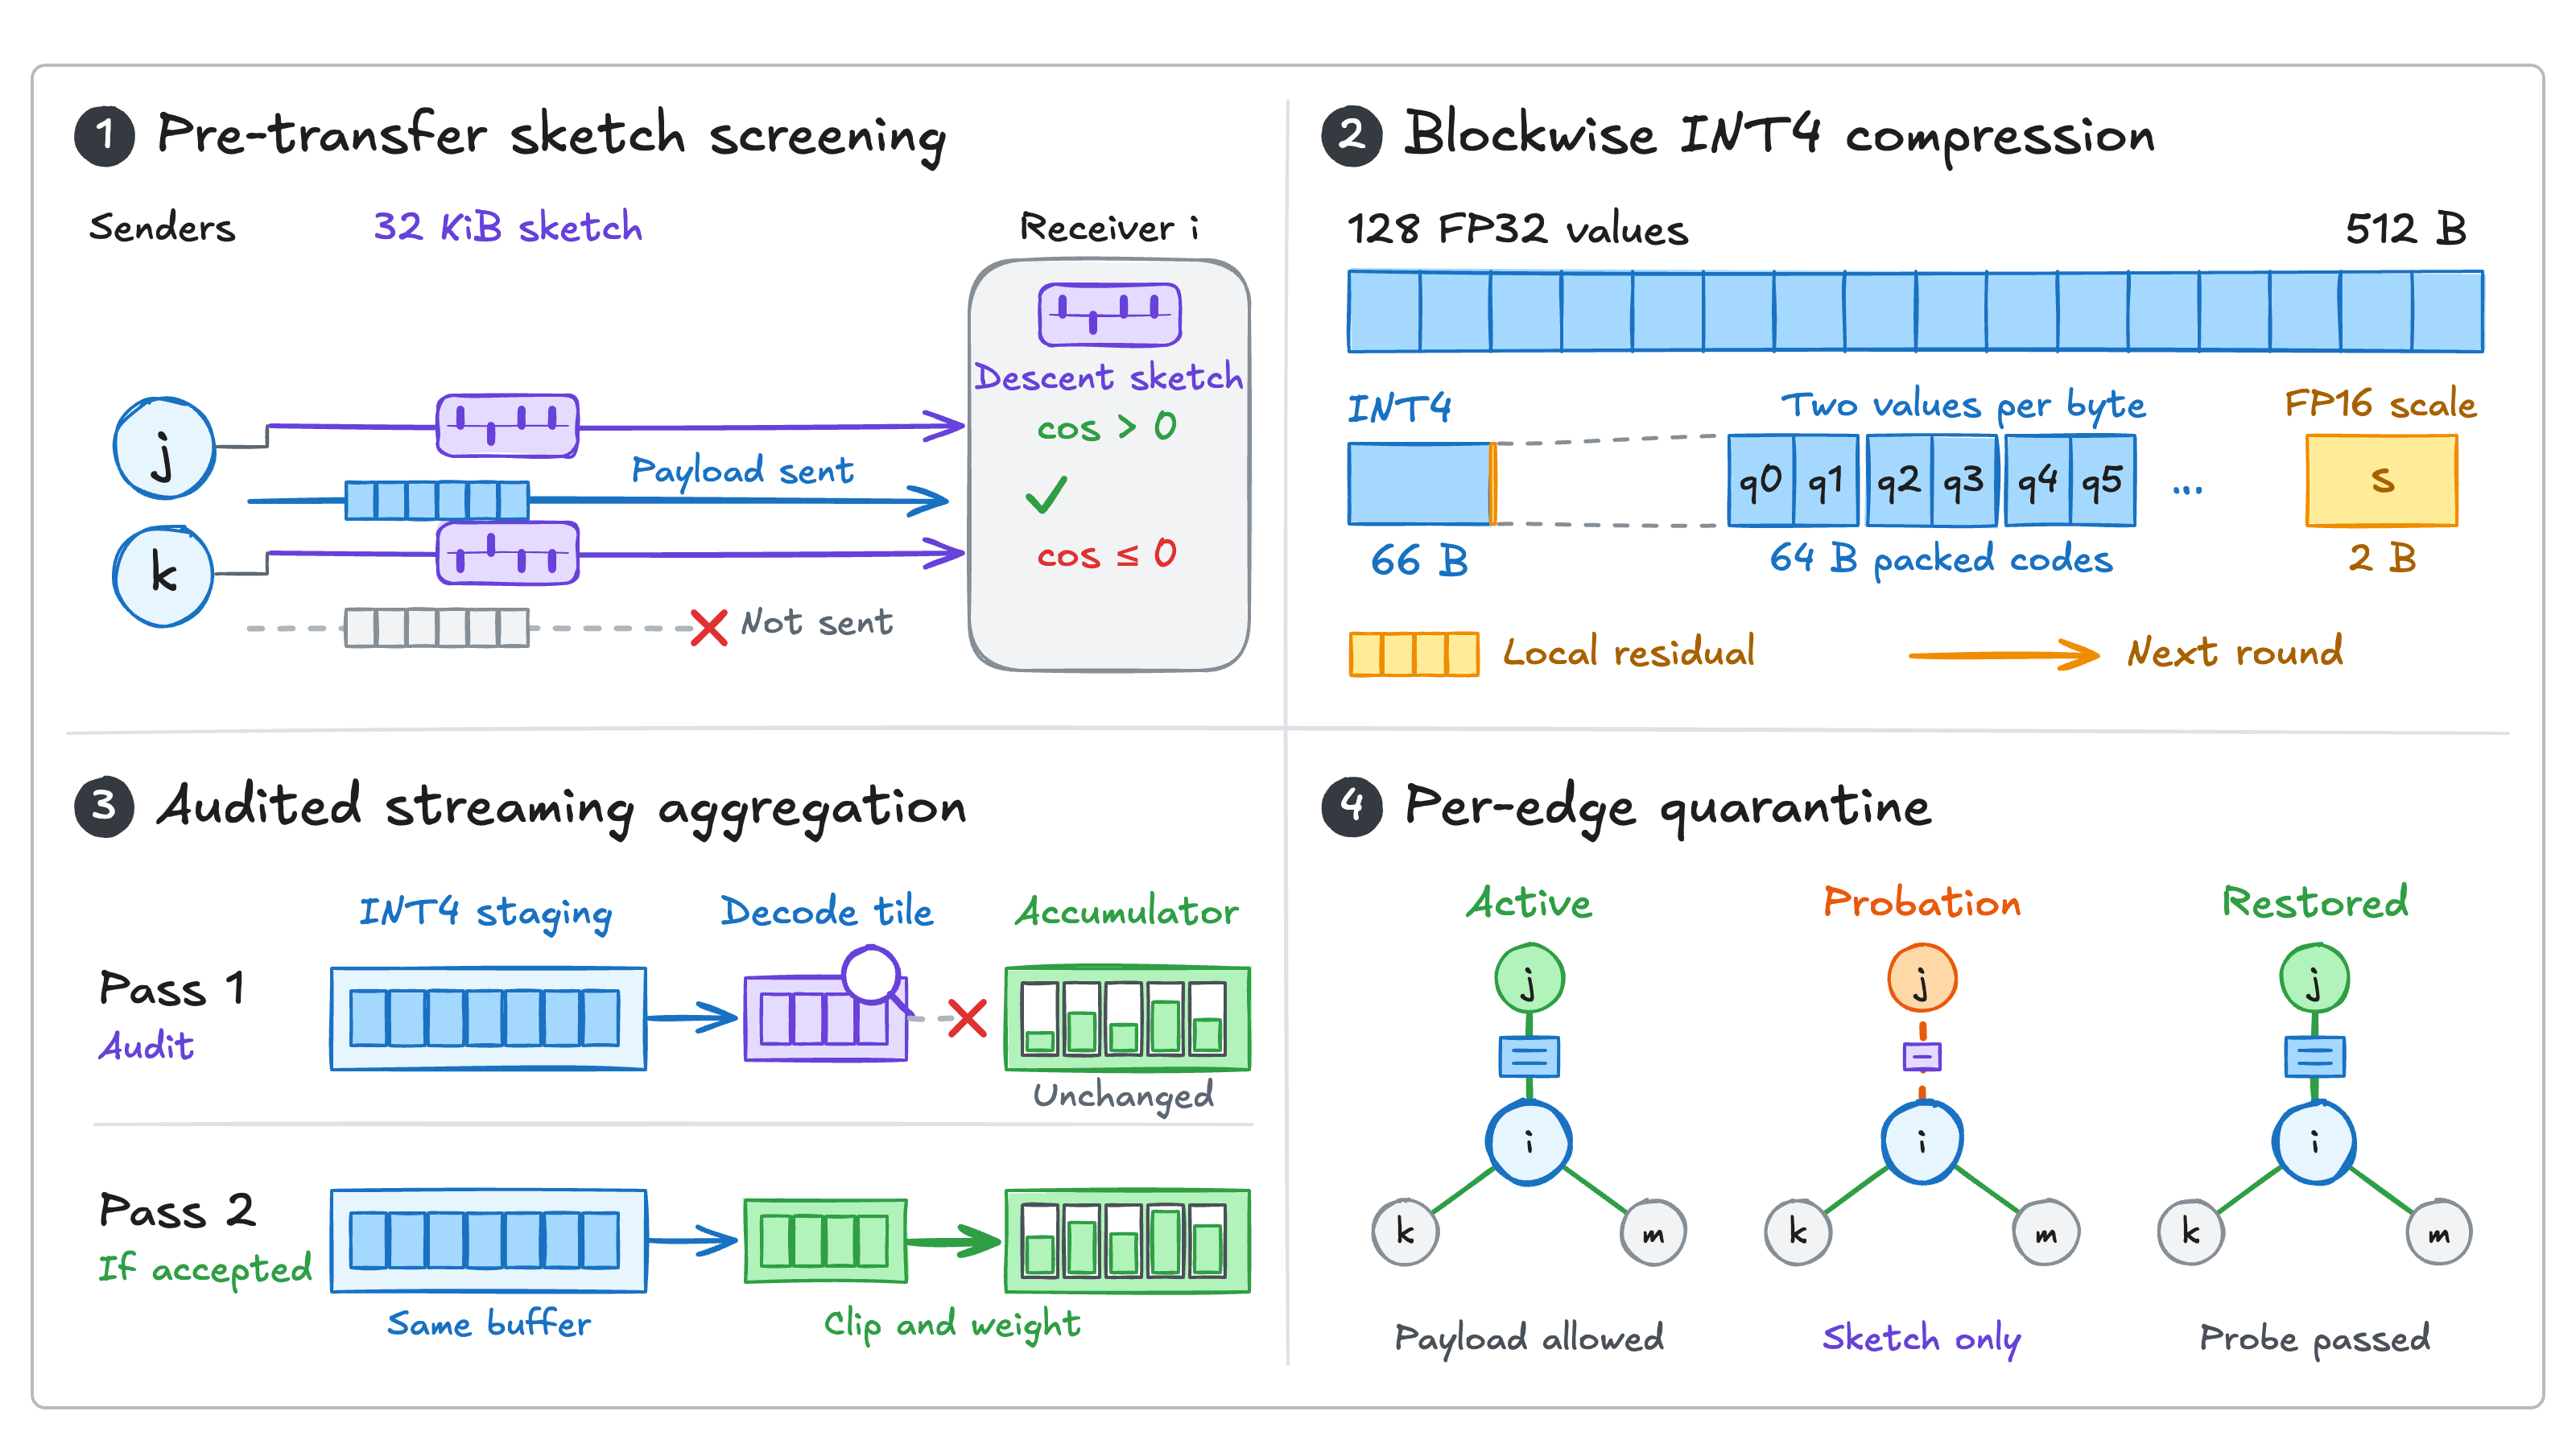 1 Pre-transfer sketch screening
Senders
32 KiB sketch
Receiver i
Descent sketch
j
cos > 0
Payload sent
k
cos ≤ 0
Not sent
2 Blockwise INT4 compression
128 FP32 values
512 B
INT4
Two values per byte
FP16 scale
q0 q1 q2 q3 q4 q5 ...
s
66 B
64 B packed codes
2 B
Local residual
Next round
3 Audited streaming aggregation
INT4 staging
Decode tile
Accumulator
Pass 1
Audit
Unchanged
Pass 2
If accepted
Same buffer
Clip and weight
4 Per-edge quarantine
Active
Probation
Restored
j
j
j
i
i
i
k
m
k
m
k
m
Payload allowed
Sketch only
Probe passed